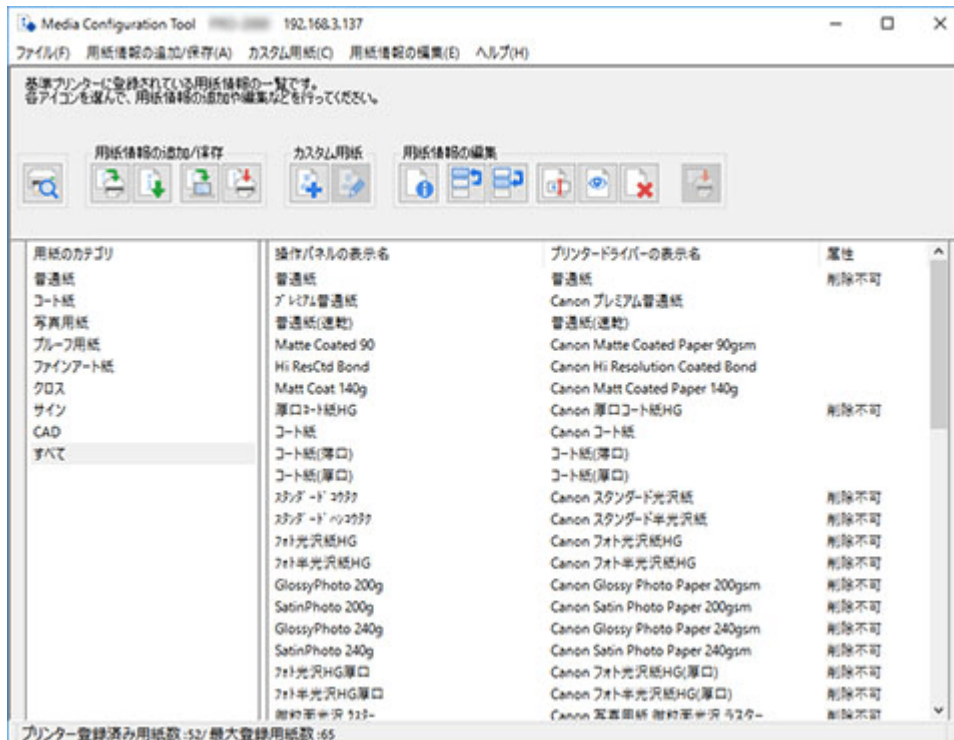 Media Configuration Tool 192.168.3.137
ファイル(F) 用紙情報の追加/保存(A) カスタム用紙(C) 用紙情報の編集(E) ヘルプ(H)
基準プリンターに登録されている用紙情報の一覧です。
各アイコンを選んで、用紙情報の追加や編集などを行ってください。
用紙情報の追加/保存 カスタム用紙 用紙情報の編集
用紙のカテゴリ 操作パネルの表示名 プリンタードライバーの表示名 属性
普通紙 普通紙 普通紙 削除不可
コート紙 プレミアム普通紙 Canon プレミアム普通紙
写真用紙 普通紙(速乾) 普通紙(速乾)
プルーフ用紙 Matte Coated 90 Canon Matte Coated Paper 90gsm
ファインアート紙 Hi ResCtd Bond Canon Hi Resolution Coated Bond
クロス Matt Coat 140g Canon Matt Coated Paper 140g
サイン 厚口コート紙HG Canon 厚口コート紙HG 削除不可
CAD コート紙 Canon コート紙
すべて コート紙(薄口) コート紙(薄口)
コート紙(厚口) コート紙(厚口)
スタンダードコウタク Canon スタンダード光沢紙 削除不可
スタンダードハンコウタク Canon スタンダード半光沢紙 削除不可
フォト光沢紙HG Canon フォト光沢紙HG 削除不可
フォト半光沢紙HG Canon フォト半光沢紙HG 削除不可
GlossyPhoto 200g Canon Glossy Photo Paper 200gsm 削除不可
SatinPhoto 200g Canon Satin Photo Paper 200gsm 削除不可
GlossyPhoto 240g Canon Glossy Photo Paper 240gsm 削除不可
SatinPhoto 240g Canon Satin Photo Paper 240gsm 削除不可
フォト光沢HG厚口 Canon フォト光沢紙HG(厚口) 削除不可
フォト半光沢HG厚口 Canon フォト半光沢紙HG(厚口) 削除不可
微粒面光沢 ラスター Canon 写真用紙 微粒面光沢 ラスター 削除不可
プリンター登録済み用紙数 :52/ 最大登録用紙数 :65